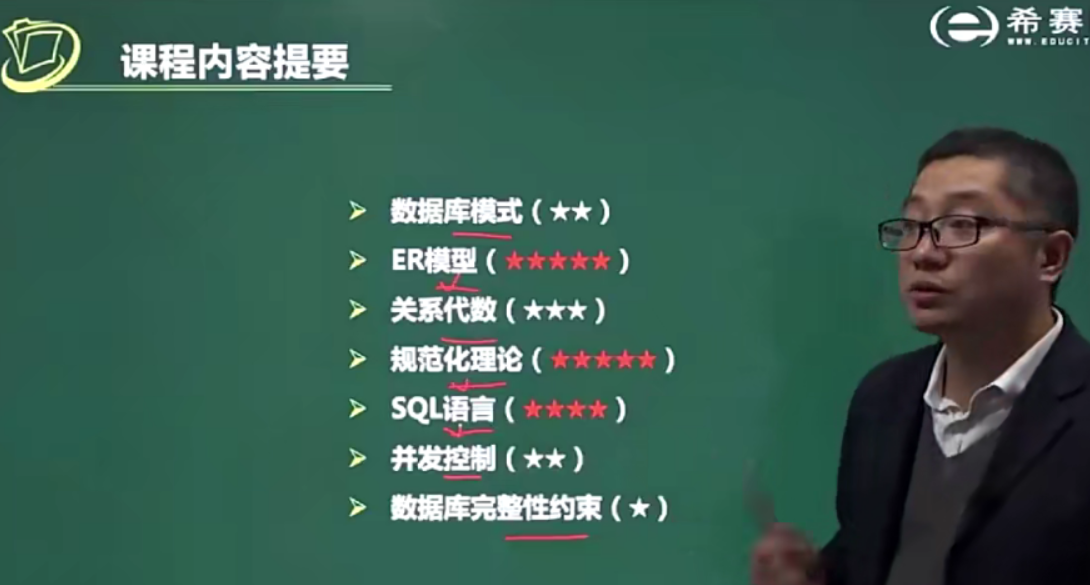 课程内容提要
希赛
WWW.EDUCIT
数据库模式（★★）
ER模型（★★★★★）
关系代数（★★★）
规范化理论（★★★★★）
SQL语言（★★★★）
并发控制（★★）
数据库完整性约束（★）